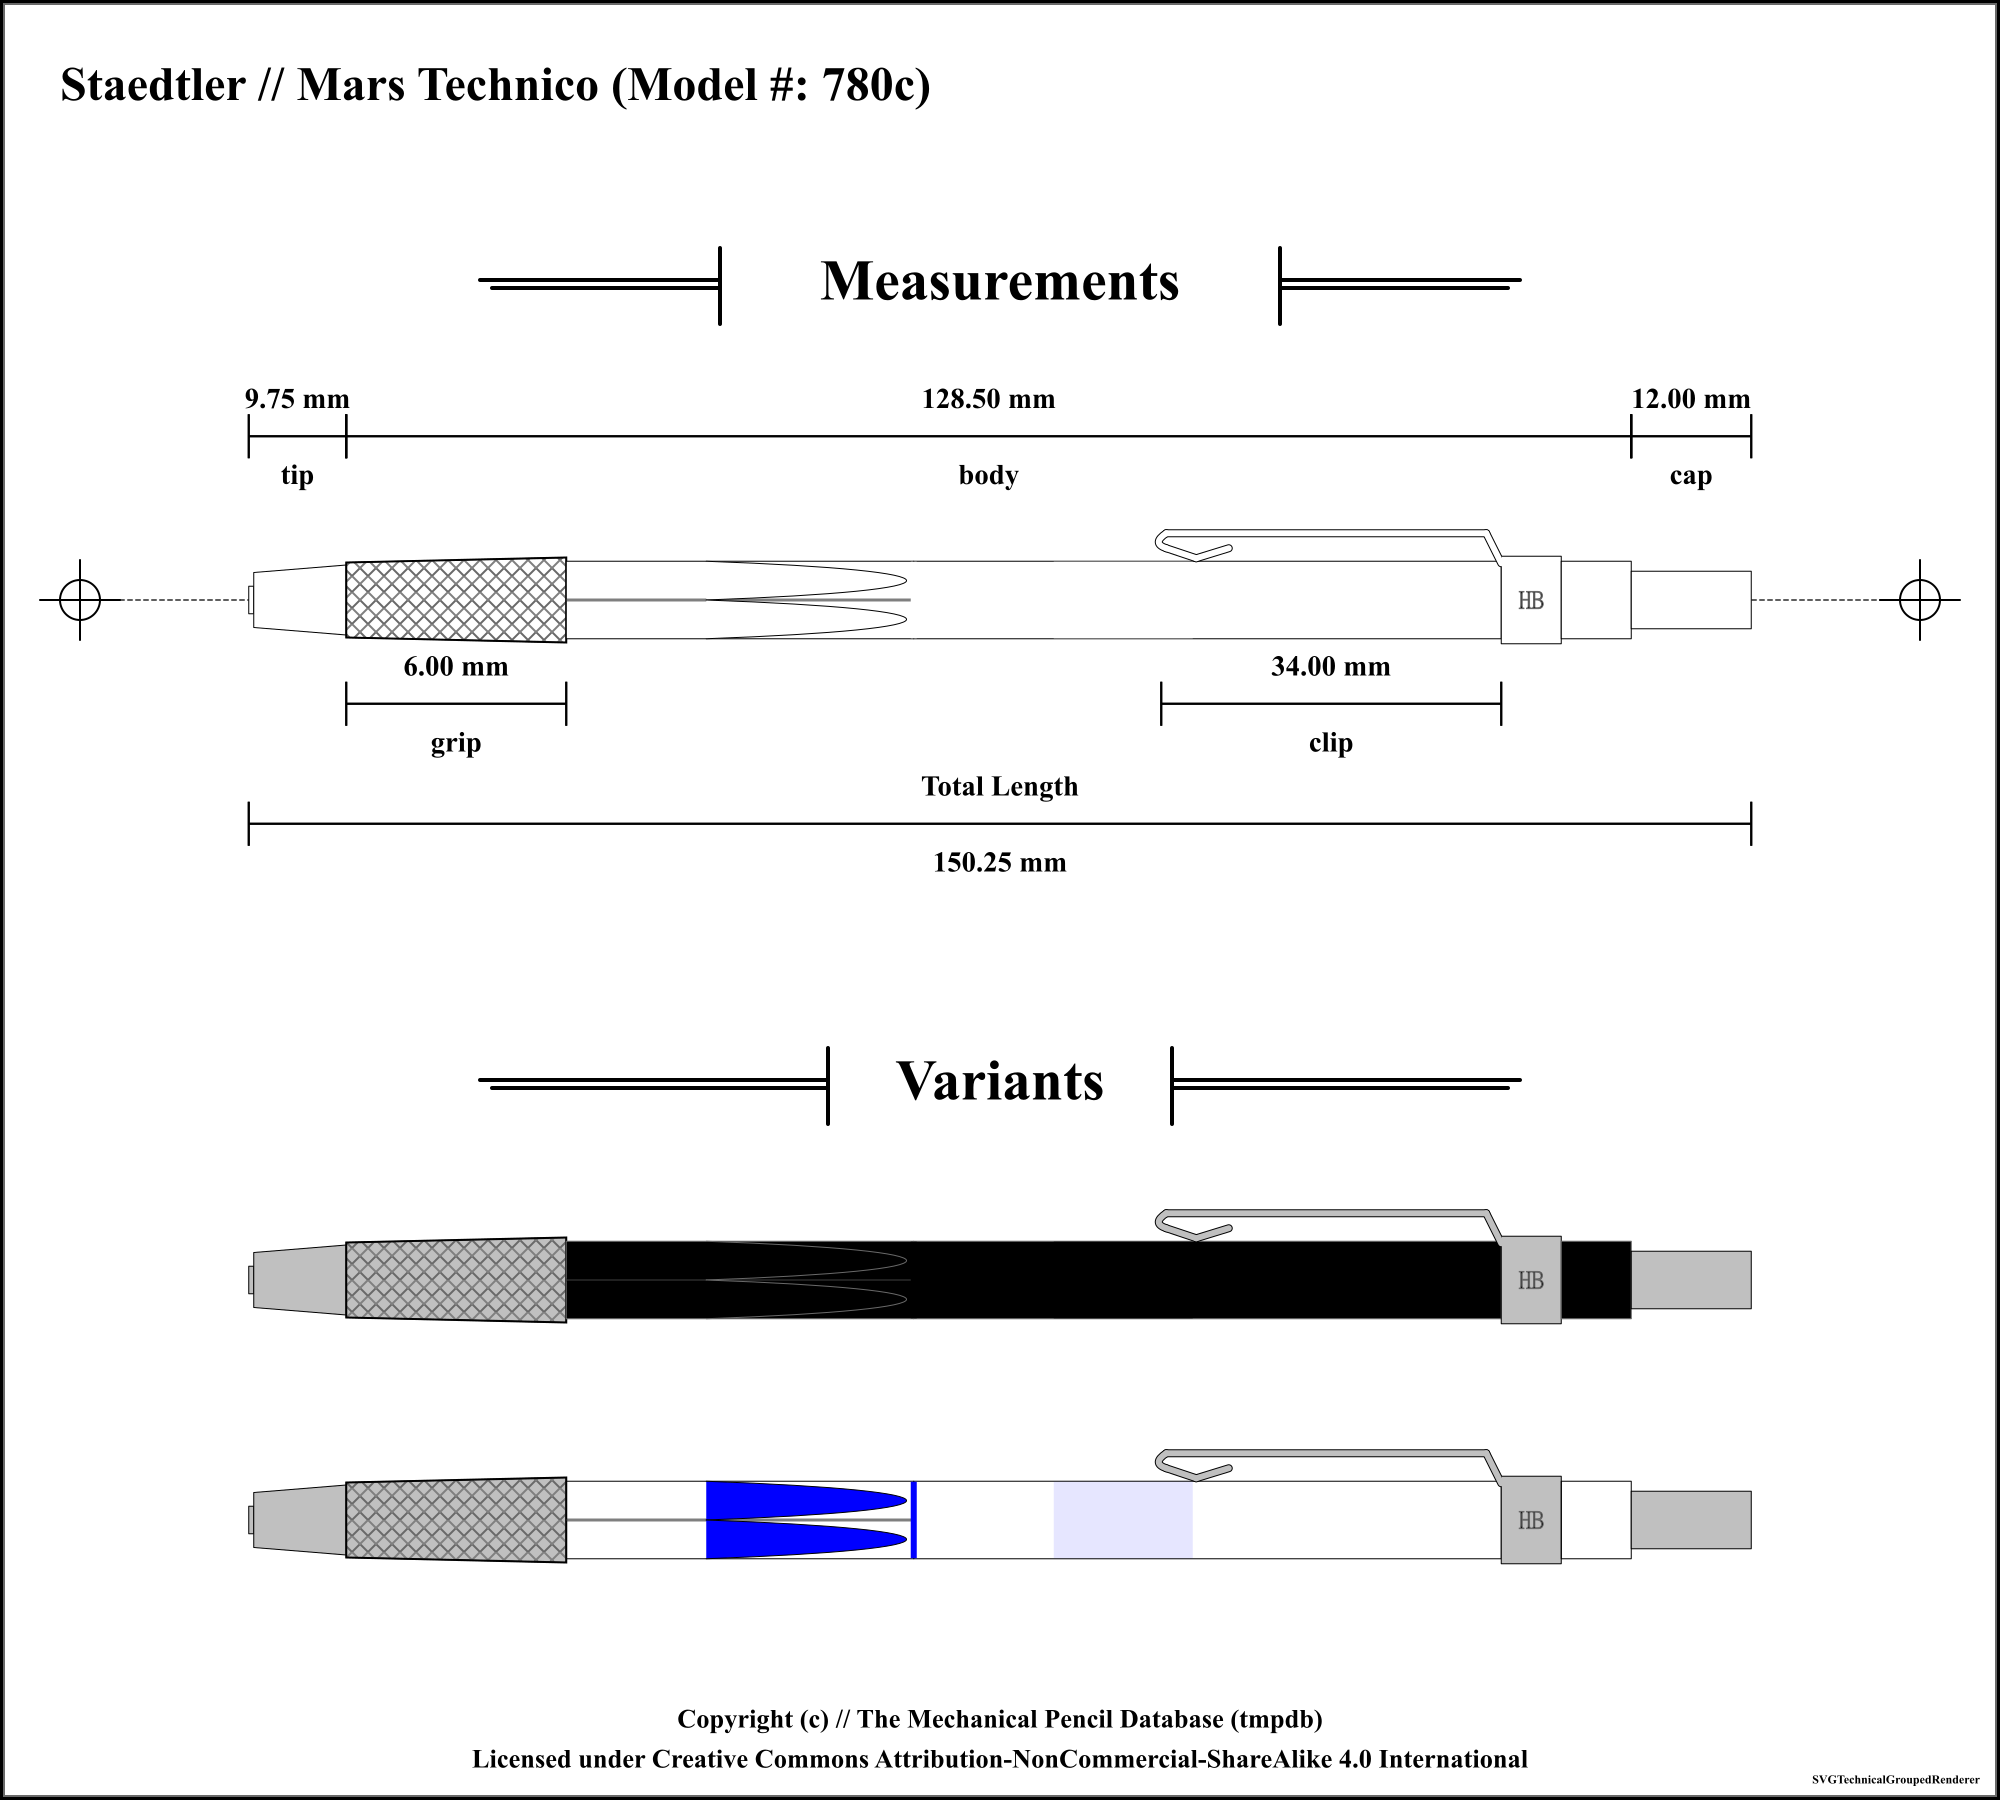 Staedtler // Mars Technico (Model #: 780c)
Measurements
9.75 mm
128.50 mm
12.00 mm
tip
body
cap
HB
6.00 mm
34.00 mm
grip
clip
Total Length
150.25 mm
Variants
HB
HB
Copyright (c) // The Mechanical Pencil Database (tmpdb)
Licensed under Creative Commons Attribution-NonCommercial-ShareAlike 4.0 International
SVGTechnicalGroupedRenderer